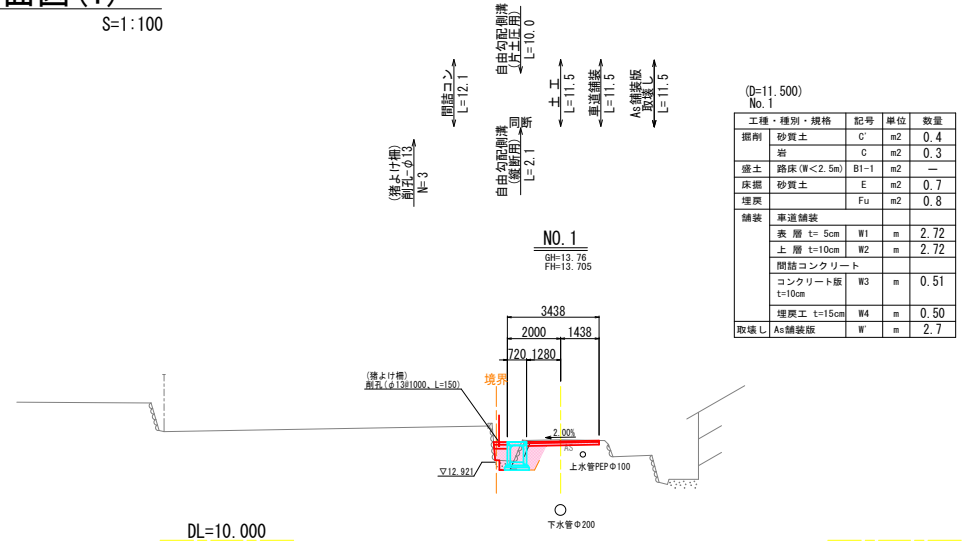 面図(1)
S=1:100
間詰コン
L=12.1
自由勾配側溝
(片土圧用)
L=10.0
土 工
L=11.5
車道舗装
L=11.5
As舗装版
取壊し
L=11.5
(猪よけ柵)
削孔-φ13
N=3
同断
自由勾配側溝
(縦断用)
L=2.1
NO.1
GH=13.76
FH=13.705
(D=11.500)
No.1
工種・種別・規格 記号 単位 数量
掘削 砂質土 C' m2 0.4
岩 C m2 0.3
盛土 路床(W<2.5m) B1-1 m2 －
床掘 砂質土 E m2 0.7
埋戻 Fu m2 0.8
舗装 車道舗装
表 層 t= 5cm W1 m 2.72
上 層 t=10cm W2 m 2.72
間詰コンクリート
コンクリート版 W3 m 0.51
t=10cm
埋戻工 t=15cm W4 m 0.50
取壊し As舗装版 W' m 2.7
3438
2000 1438
720 1280
(猪よけ柵)
削孔(φ13@1000、L=150)
境界
2.00%
AS
上水管PEPΦ100
▽12.921
下水管Φ200
DL=10.000